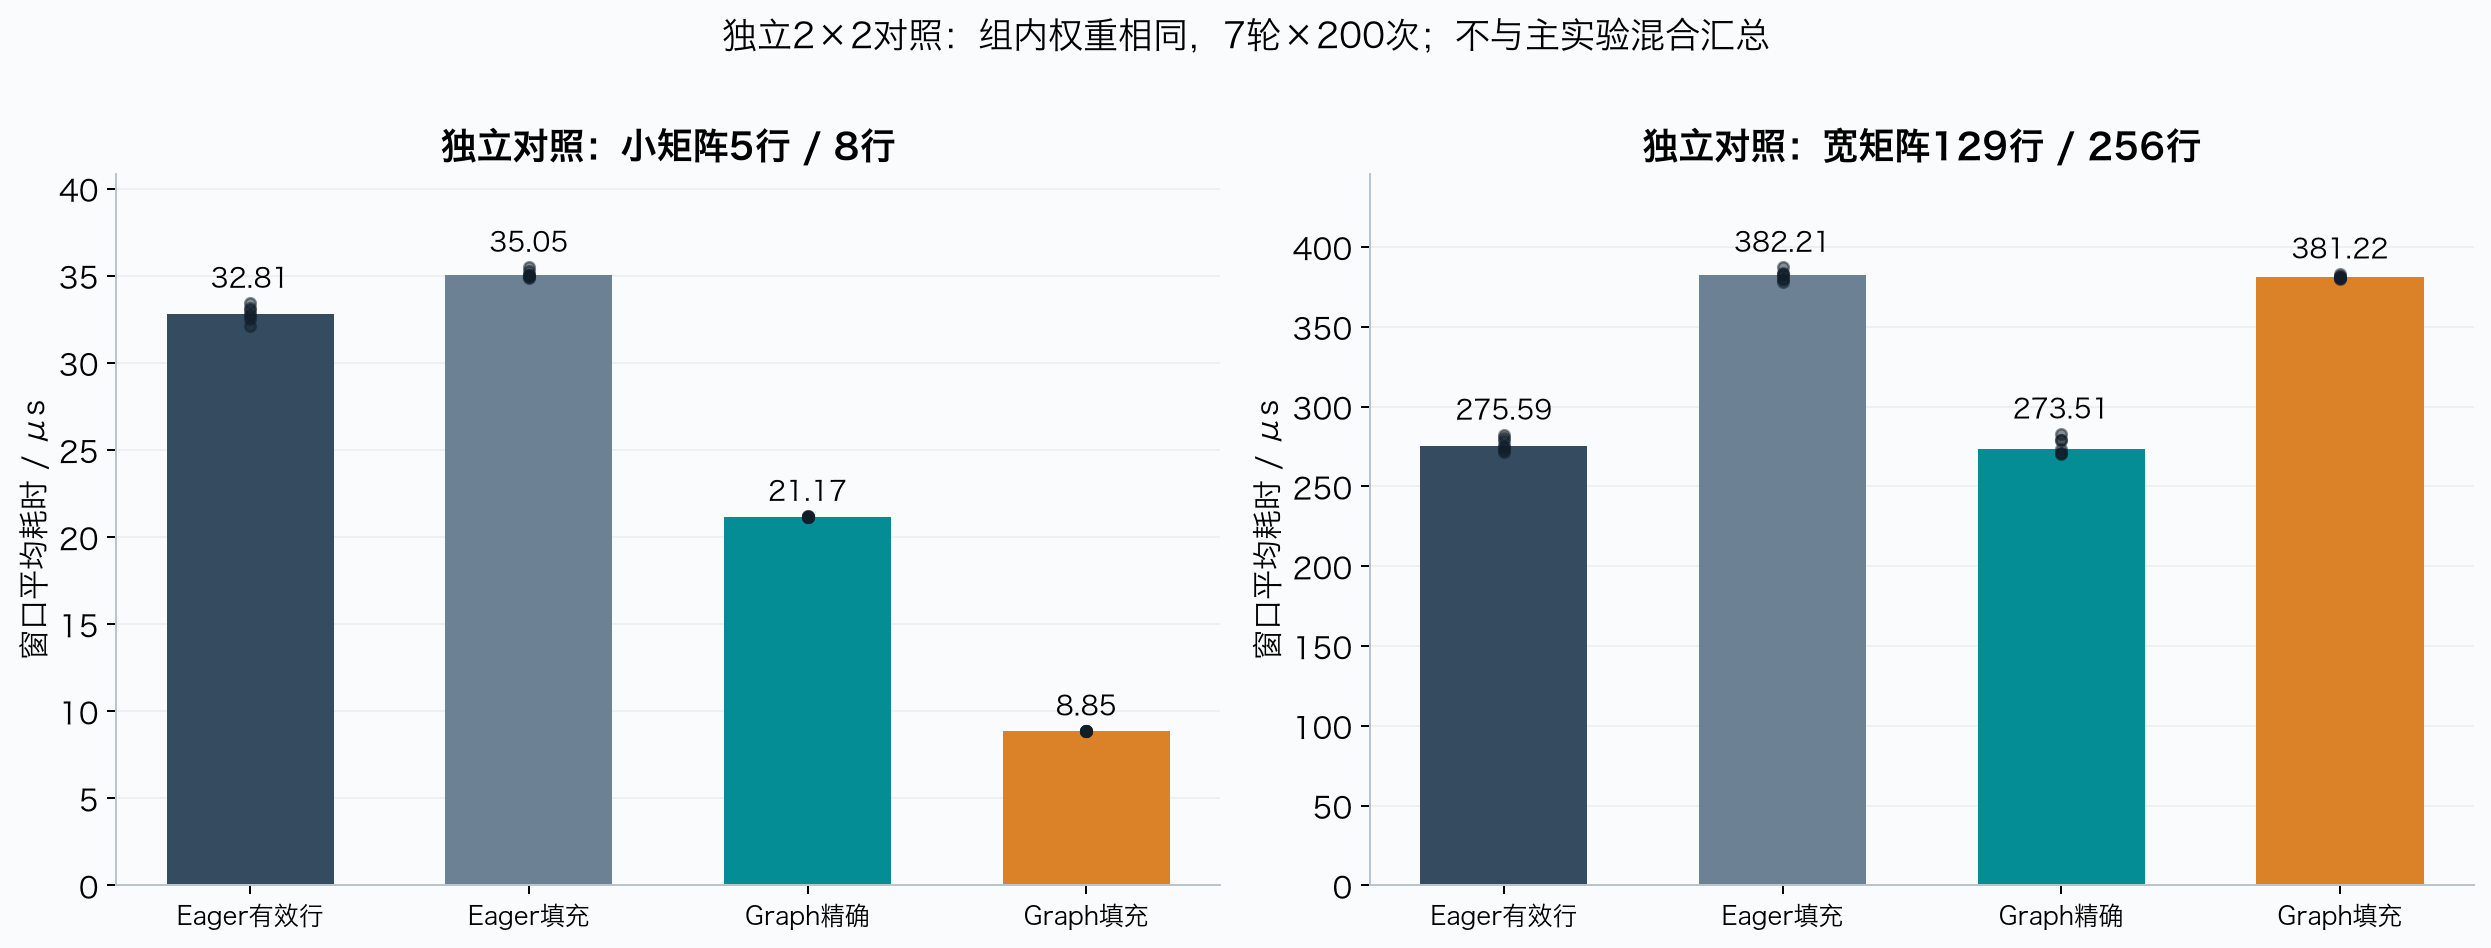 独立2×2对照：组内权重相同，7轮×200次；不与主实验混合汇总
独立对照：小矩阵5行 / 8行
窗口平均耗时 / μs
40
35
30
25
20
15
10
5
0
32.81
35.05
21.17
8.85
Eager有效行
Eager填充
Graph精确
Graph填充
独立对照：宽矩阵129行 / 256行
窗口平均耗时 / μs
400
350
300
250
200
150
100
50
0
275.59
382.21
273.51
381.22
Eager有效行
Eager填充
Graph精确
Graph填充